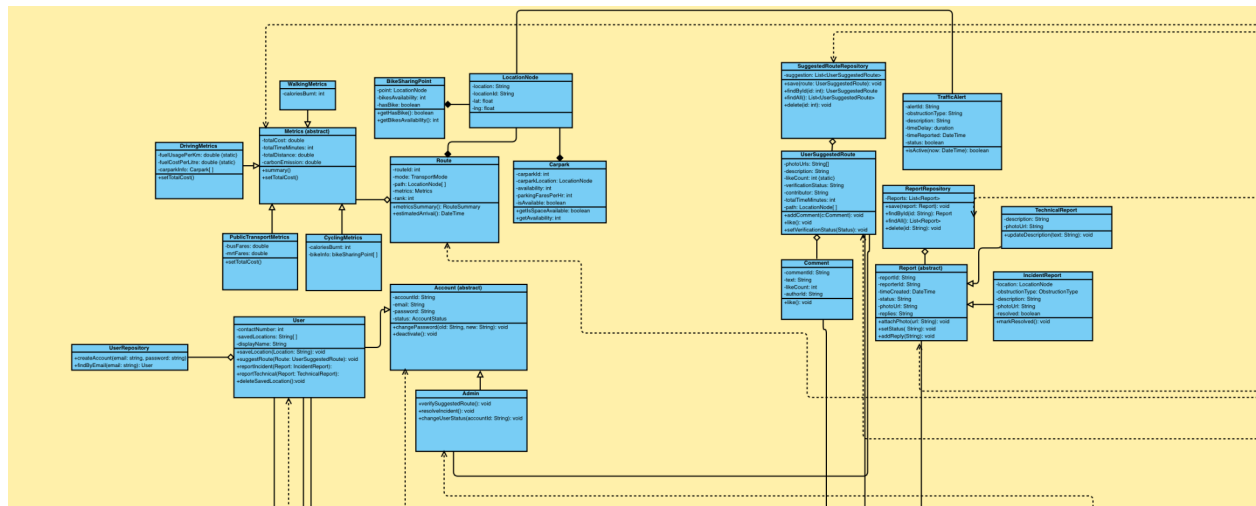 WalkingMetrics
-caloriesBurnt: int
BikeSharingPoint
-point: LocationNode
-bikesAvailability: int
-hasBike: boolean
+getHasBike(): boolean
+getBikesAvailability(): int
LocationNode
-location: String
-locationId: String
-lat: float
-lng: float
SuggestedRouteRepository
-suggestion: List<UserSuggestedRoute>
+save(route: UserSuggestedRoute): void
+findById(id: int): UserSuggestedRoute
+findAll(): List<UserSuggestedRoute>
+delete(id: int): void
TrafficAlert
-alertId: String
-obstructionType: String
-description: String
-timeDelay: duration
-timeReported: DateTime
-status: boolean
+isActive(now: DateTime): boolean
Metrics (abstract)
-totalCost: double
-totalTimeMinutes: int
-totalDistance: double
-carbonEmission: double
+summary()
+setTotalCost()
DrivingMetrics
-fuelUsagePerKm: double (static)
-fuelCostPerLitre: double (static)
-carparkInfo: Carpark[ ]
+setTotalCost()
Route
-routeId: int
-mode: TransportMode
-path: LocationNode[ ]
-metrics: Metrics
-rank: int
+metricsSummary(): RouteSummary
+estimatedArrival(): DateTime
Carpark
-carparkId: int
-carparkLocation: LocationNode
-availability: int
-parkingFaresPerHr: int
-isAvailable: boolean
+getIsSpaceAvailable: boolean
+getAvailability: int
UserSuggestedRoute
-photoUrls: String[]
-description: String
-likeCount: int (static)
-verificationStatus: String
-contributor: String
-totalTimeMinutes: int
-path: LocationNode[ ]
+addComment(c:Comment): void
+like(): void
+setVerificationStatus(Status): void
ReportRepository
-Reports: List<Report>
+save(report: Report): void
+findById(id: String): Report
+findAll(): List<Report>
+delete(id: String): void
TechnicalReport
-description: String
-photoUrl: String
+updateDescription(text: String): void
PublicTransportMetrics
-busFares: double
-mrtFares: double
+setTotalCost()
CyclingMetrics
-caloriesBurnt: int
-bikeInfo: bikeSharingPoint[ ]
Comment
-commentId: String
-text: String
-likeCount: int
-authorId: String
+like(): void
Report (abstract)
-reportId: String
-reporterId: String
-timeCreated: DateTime
-status: String
-photoUrl: String
-replies: String
+attachPhoto(url: String): void
+setStatus( String): void
+addReply(String): void
IncidentReport
-location: LocationNode
-obstructionType: ObstructionType
-description: String
-photoUrl: String
-resolved: boolean
+markResolved(): void
Account (abstract)
-accountId: String
-email: String
-password: String
-status: AccountStatus
+changePassword(old: String, new: String): void
+deactivate(): void
User
-contactNumber: int
-savedLocations: String[ ]
-displayName: String
+saveLocation(Location: String): void
+suggestRoute(Route: UserSuggestedRoute): void
+reportIncident(Report: IncidentReport):
+reportTechnical(Report: TechnicalReport):
+deleteSavedLocation():void
UserRepository
+createAccount(email: string, password: string)
+findByEmail(email: string): User
Admin
+verifySuggestedRoute(): void
+resolveIncident(): void
+changeUserStatus(accountId: String): void